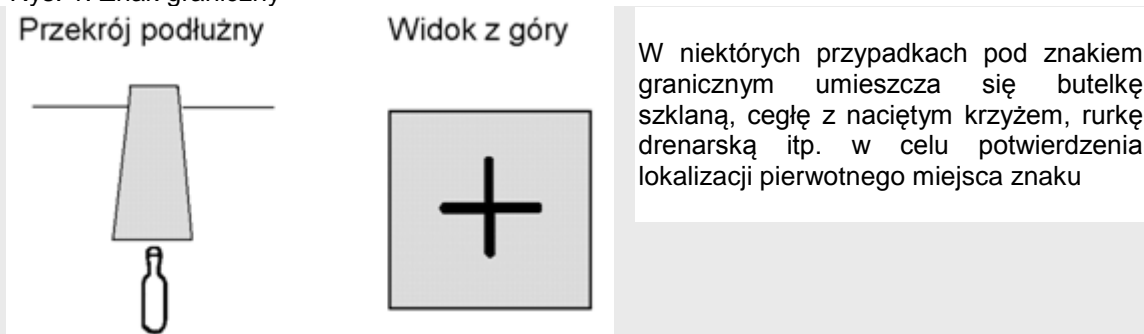 Przekrój podłużny
Widok z góry
W niektórych przypadkach pod znakiem
granicznym umieszcza się butelkę
szklaną, cegłę z naciętym krzyżem, rurkę
drenarską itp. w celu potwierdzenia
lokalizacji pierwotnego miejsca znaku